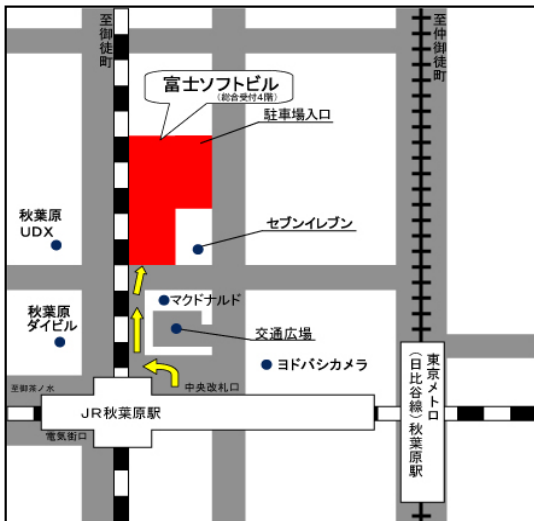 至御徒町
至仲御徒町
富士ソフトビル
(総合受付4階)
駐車場入口
秋葉原
UDX
セブンイレブン
秋葉原
ダイビル
マクドナルド
交通広場
ヨドバシカメラ
至御茶ノ水
中央改札口
JR秋葉原駅
電気街口
東京メトロ
(日比谷線)秋葉原駅